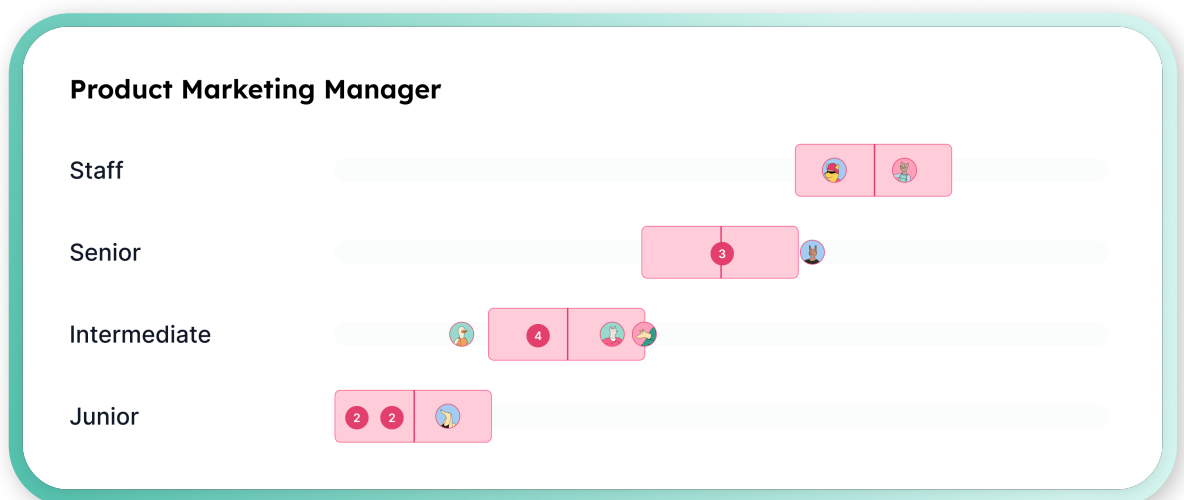 Product Marketing Manager
Staff
Senior
3
Intermediate
4
Junior
2 2